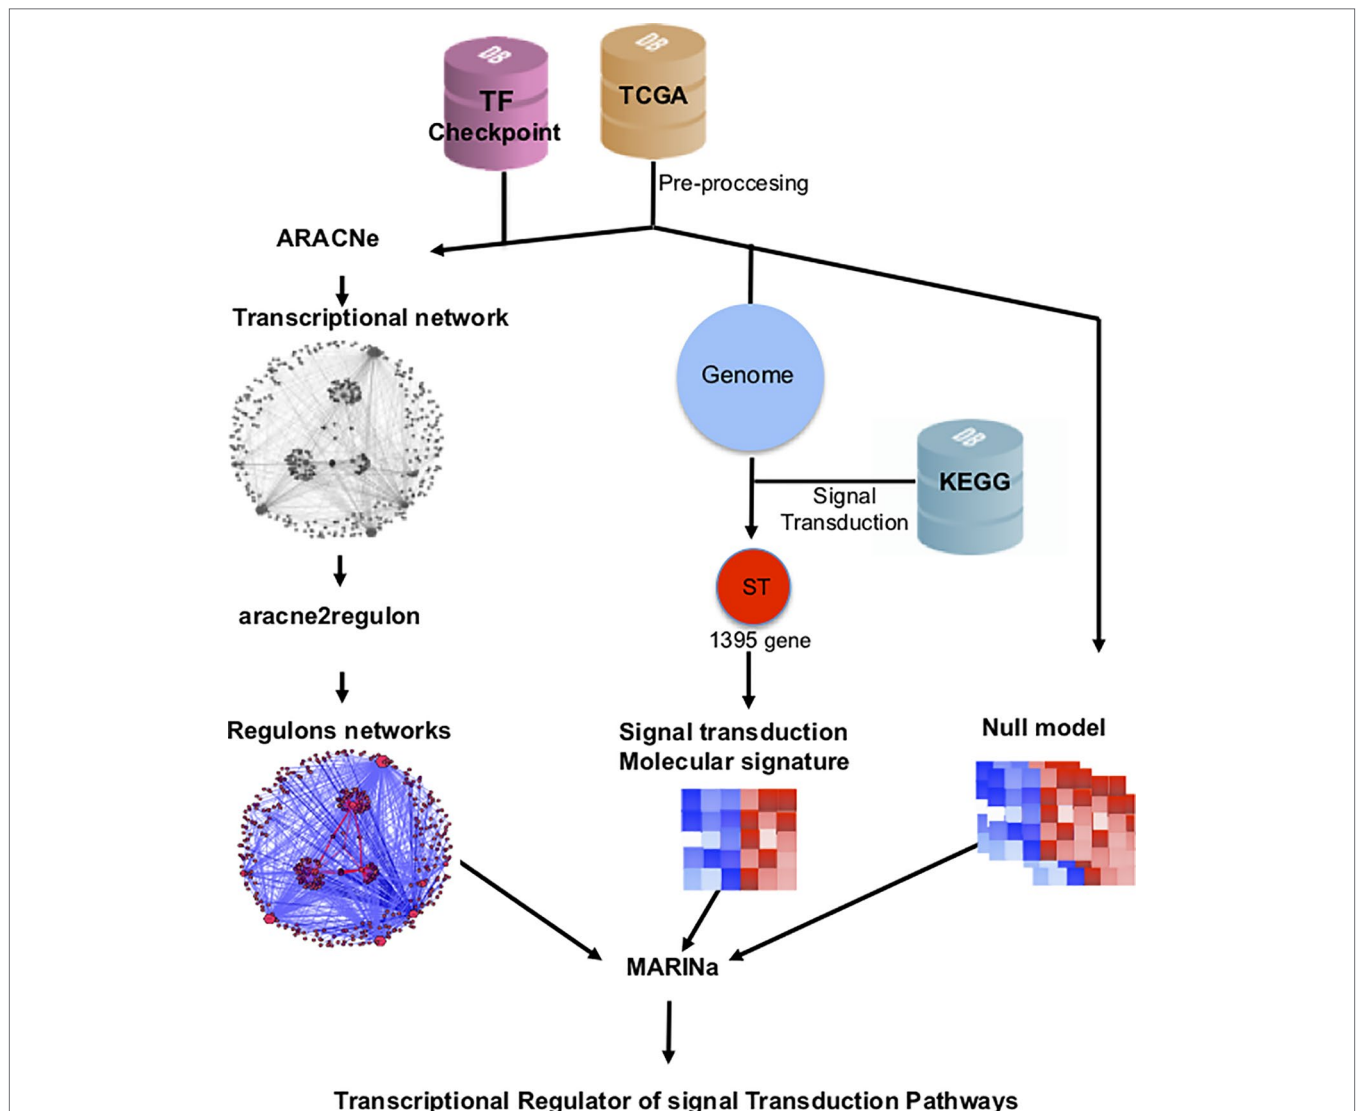 DB
TF
Checkpoint
DB
TCGA
Pre-proccesing
ARACNe
Transcriptional network
Genome
DB
KEGG
Signal
Transduction
ST
1395 gene
aracne2regulon
Regulons networks
Signal transduction
Molecular signature
Null model
MARINa
Transcriptional Regulator of signal Transduction Pathways